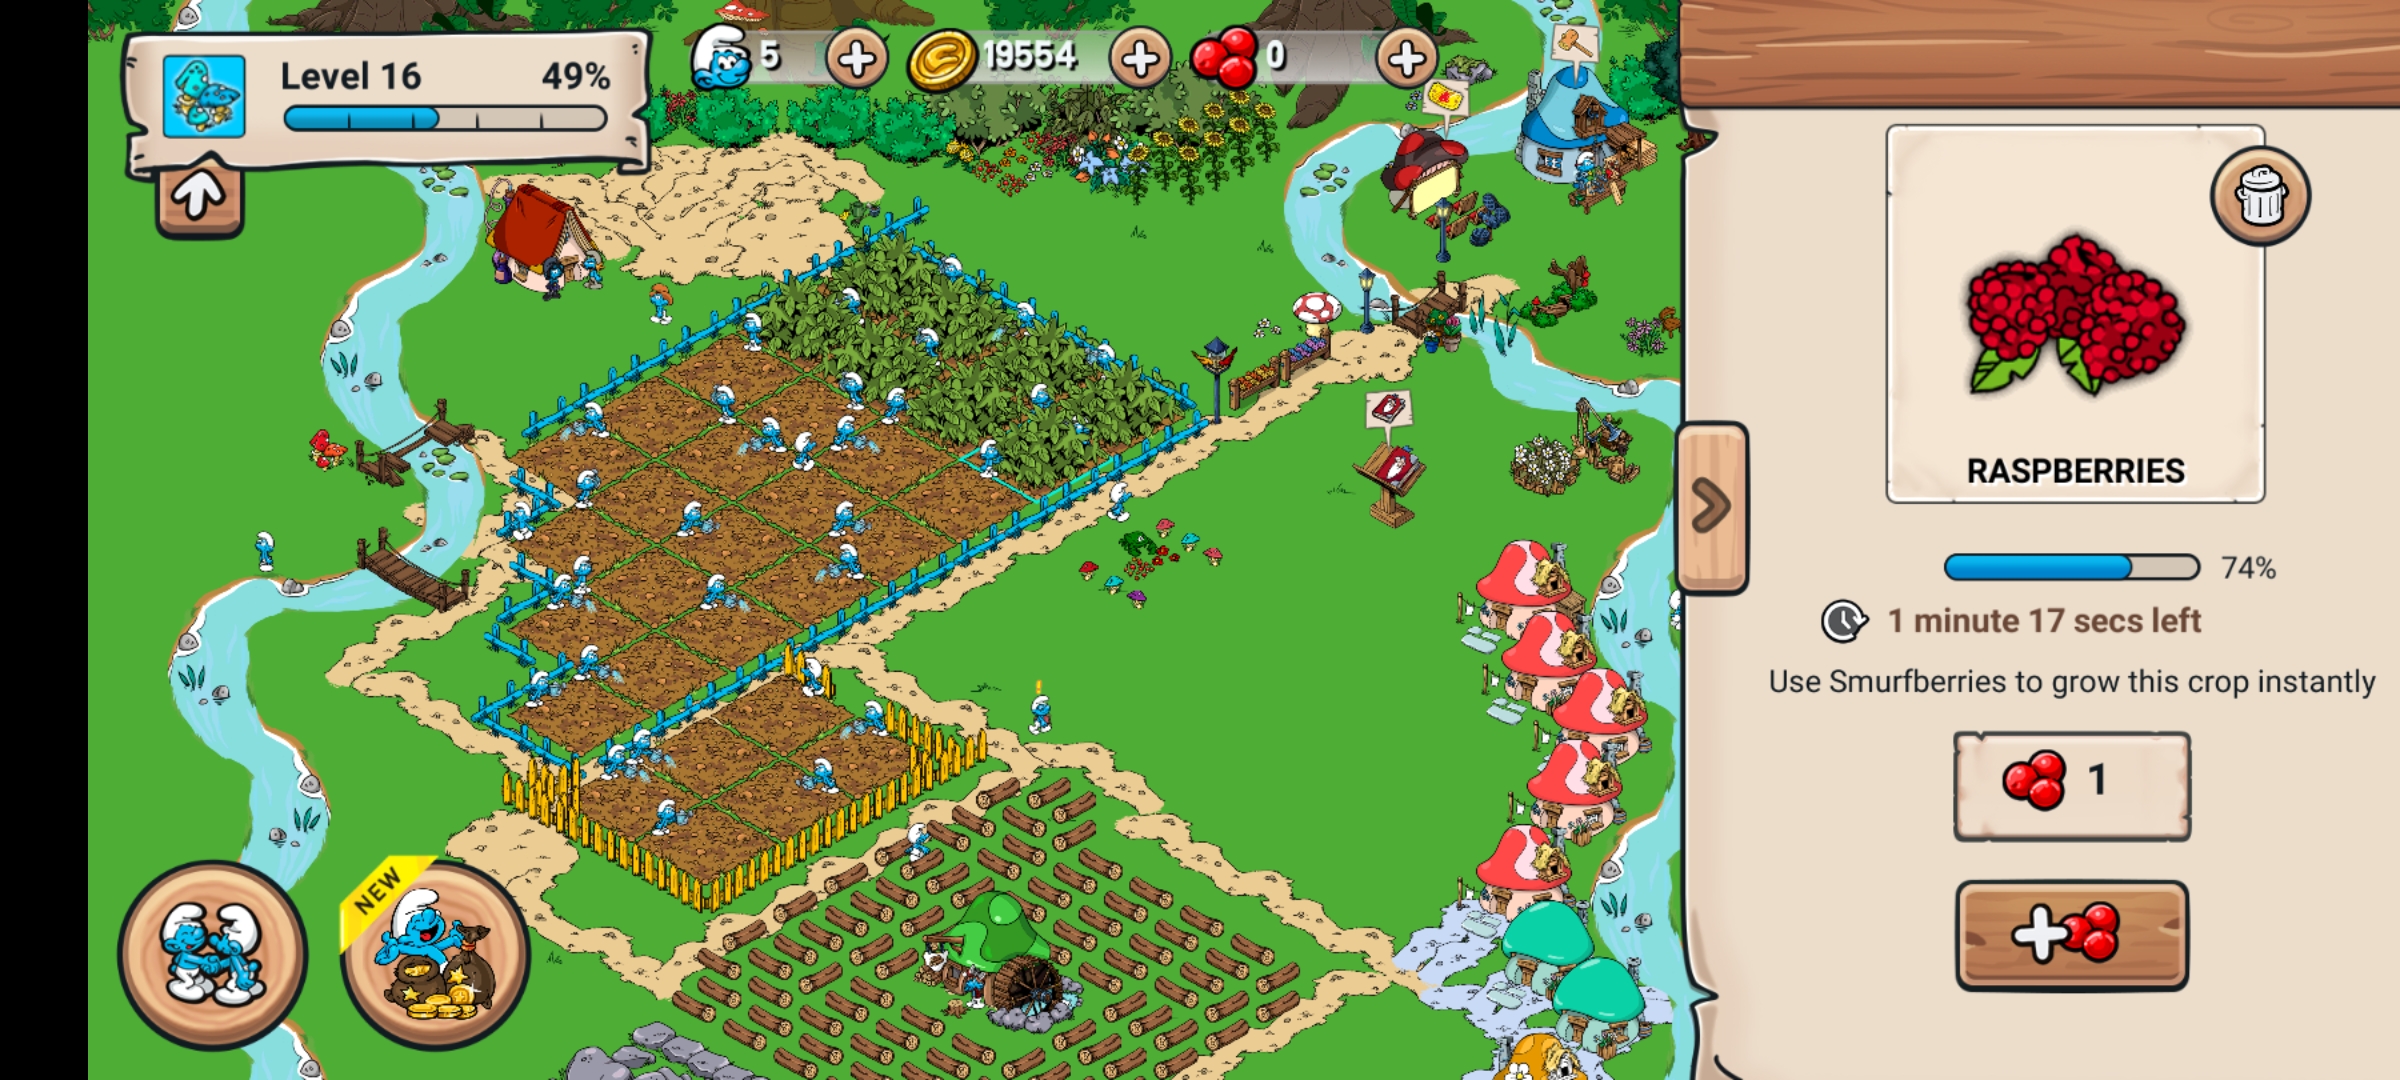 Level 16
49%
5
19554
0
RASPBERRIES
74%
1 minute 17 secs left
Use Smurfberries to grow this crop instantly
1
NEW